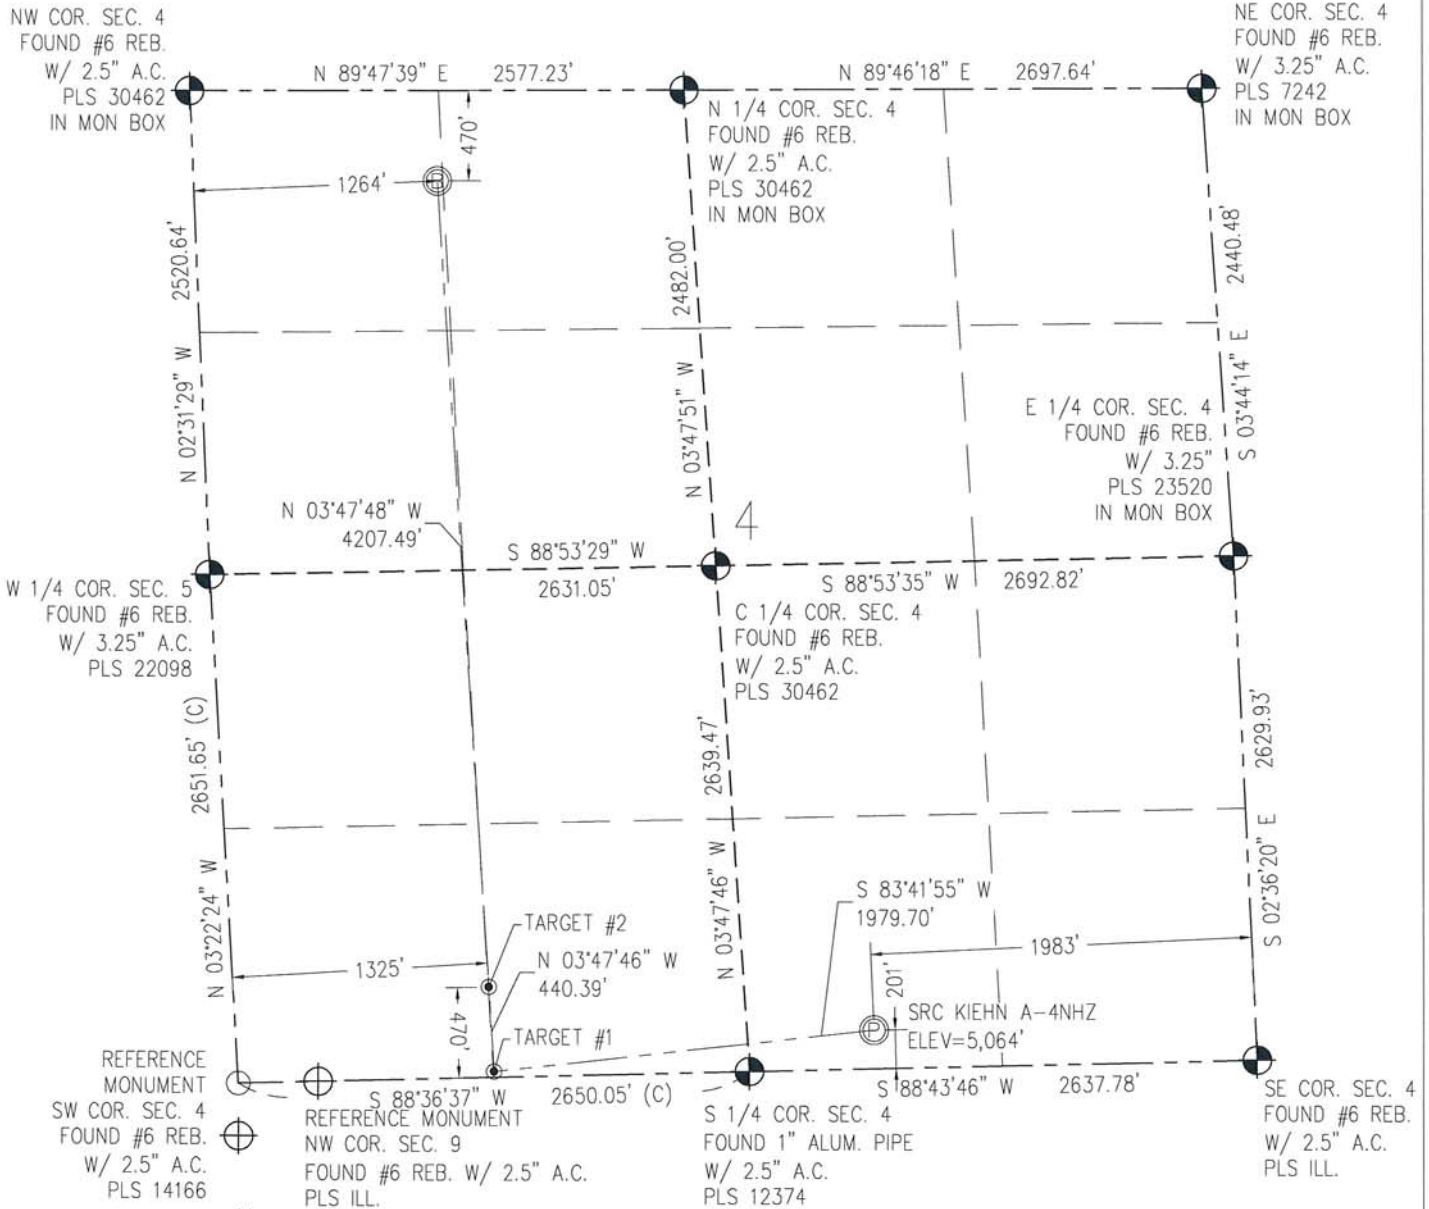 NW COR. SEC. 4
FOUND #6 REB.
W/ 2.5" A.C.
PLS 30462
IN MON BOX
N 89°47'39" E 2577.23'
N 89°46'18" E 2697.64'
NE COR. SEC. 4
FOUND #6 REB.
W/ 3.25" A.C.
PLS 7242
IN MON BOX
N 1/4 COR. SEC. 4
FOUND #6 REB.
W/ 2.5" A.C.
PLS 30462
IN MON BOX
470'
1264'
B
N 02°31'29" W 2520.64'
N 03°47'51" W 2482.00'
S 03°44'14" E 2440.48'
E 1/4 COR. SEC. 4
FOUND #6 REB.
W/ 3.25"
PLS 23520
IN MON BOX
N 03°47'48" W
4207.49'
4
S 88°53'29" W
2631.05'
S 88°53'35" W 2692.82'
W 1/4 COR. SEC. 5
FOUND #6 REB.
W/ 3.25" A.C.
PLS 22098
C 1/4 COR. SEC. 4
FOUND #6 REB.
W/ 2.5" A.C.
PLS 30462
N 03°22'24" W 2651.65' (C)
N 03°47'46" W 2639.47'
S 02°36'20" E 2629.93'
S 83°41'55" W
1979.70'
TARGET #2
N 03°47'46" W
440.39'
1325'
470'
TARGET #1
1983'
201'
P
SRC KIEHN A-4NHZ
ELEV=5,064'
REFERENCE
MONUMENT
SW COR. SEC. 4
FOUND #6 REB.
W/ 2.5" A.C.
PLS 14166
S 88°36'37" W 2650.05' (C)
REFERENCE MONUMENT
NW COR. SEC. 9
FOUND #6 REB. W/ 2.5" A.C.
PLS ILL.
S 88°43'46" W 2637.78'
S 1/4 COR. SEC. 4
FOUND 1" ALUM. PIPE
W/ 2.5" A.C.
PLS 12374
SE COR. SEC. 4
FOUND #6 REB.
W/ 2.5" A.C.
PLS ILL.